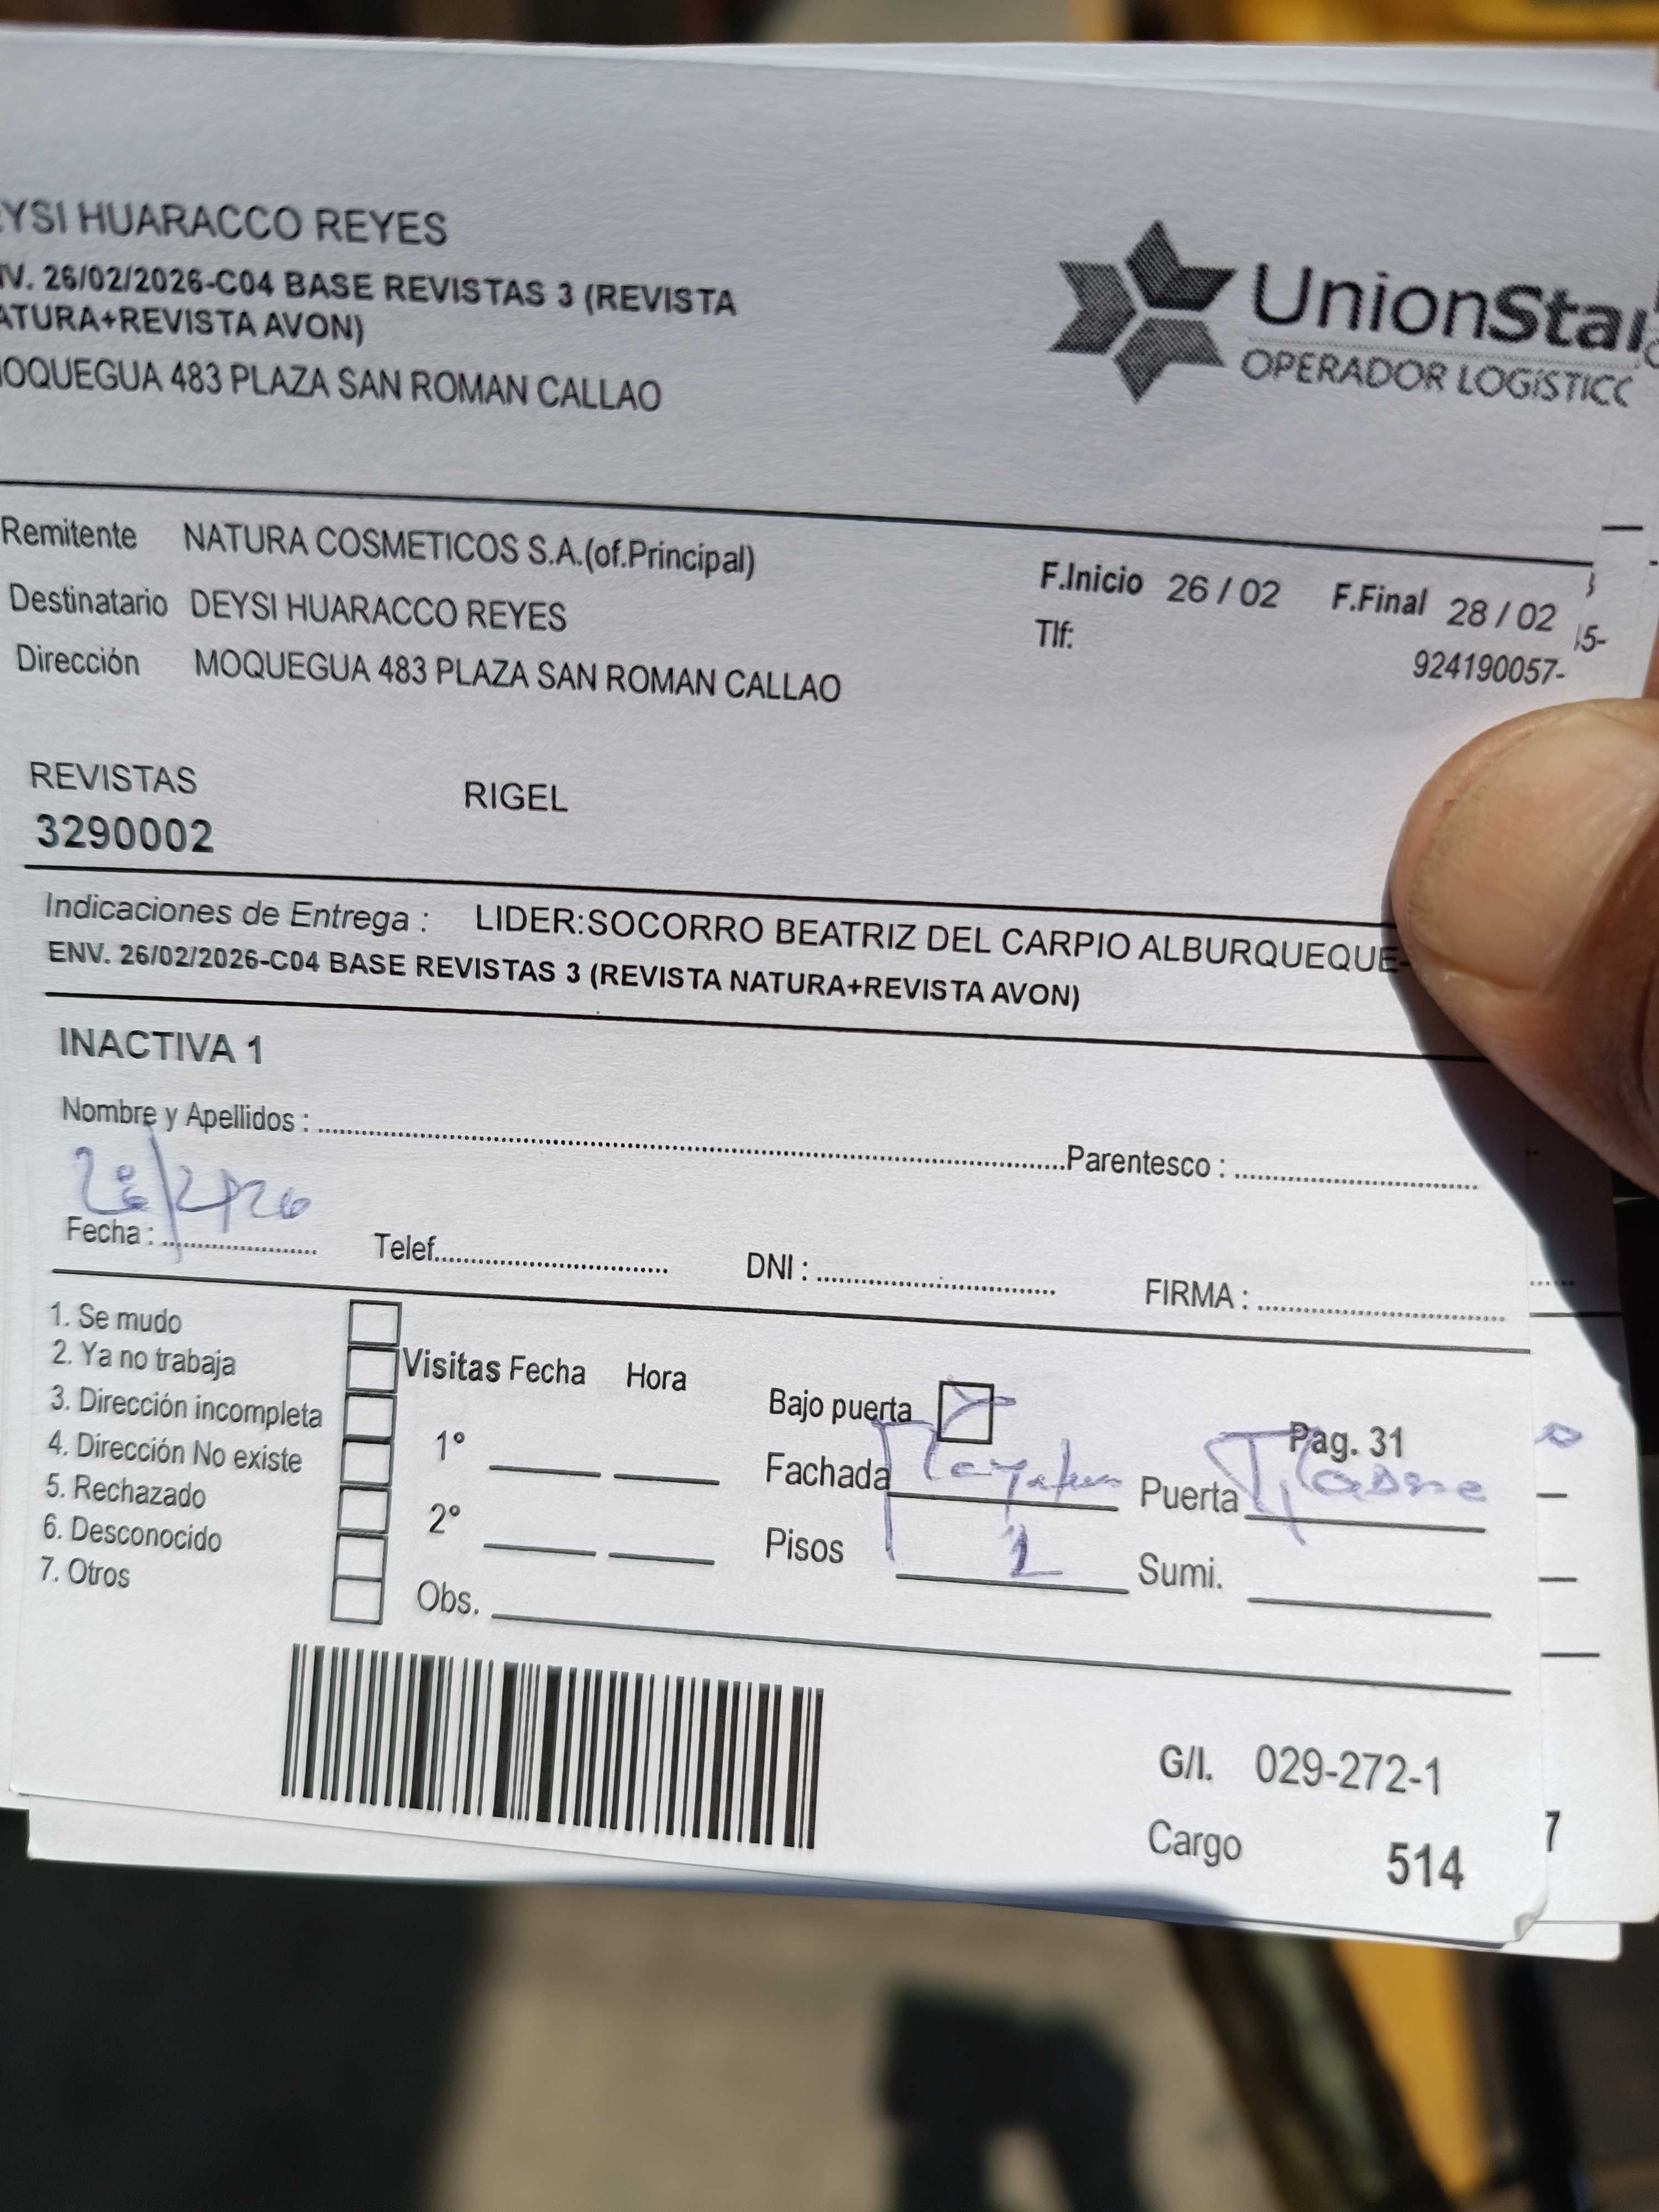 EYSI HUARACCO REYES
NV. 26/02/2026-C04 BASE REVISTAS 3 (REVISTA
ATURA+REVISTA AVON)
MOQUEGUA 483 PLAZA SAN ROMAN CALLAO
UnionStar
OPERADOR LOGÍSTICO
Remitente NATURA COSMETICOS S.A.(of.Principal)
F.Inicio 26 / 02 F.Final 28 / 02
Destinatario DEYSI HUARACCO REYES
Tlf: 924190057-
15-
Dirección MOQUEGUA 483 PLAZA SAN ROMAN CALLAO
REVISTAS RIGEL
3290002
Indicaciones de Entrega : LIDER:SOCORRO BEATRIZ DEL CARPIO ALBURQUEQUE-
ENV. 26/02/2026-C04 BASE REVISTAS 3 (REVISTA NATURA+REVISTA AVON)
INACTIVA 1
Nombre y Apellidos : Parentesco :
Fecha : Telef. DNI : FIRMA :
1. Se mudo
2. Ya no trabaja
3. Dirección incompleta
4. Dirección No existe
5. Rechazado
6. Desconocido
7. Otros
Visitas Fecha Hora
1°
2°
Obs.
Bajo puerta
Pag. 31
Fachada Puerta
Pisos 1 Sumi.
G/I. 029-272-1
Cargo 514
7